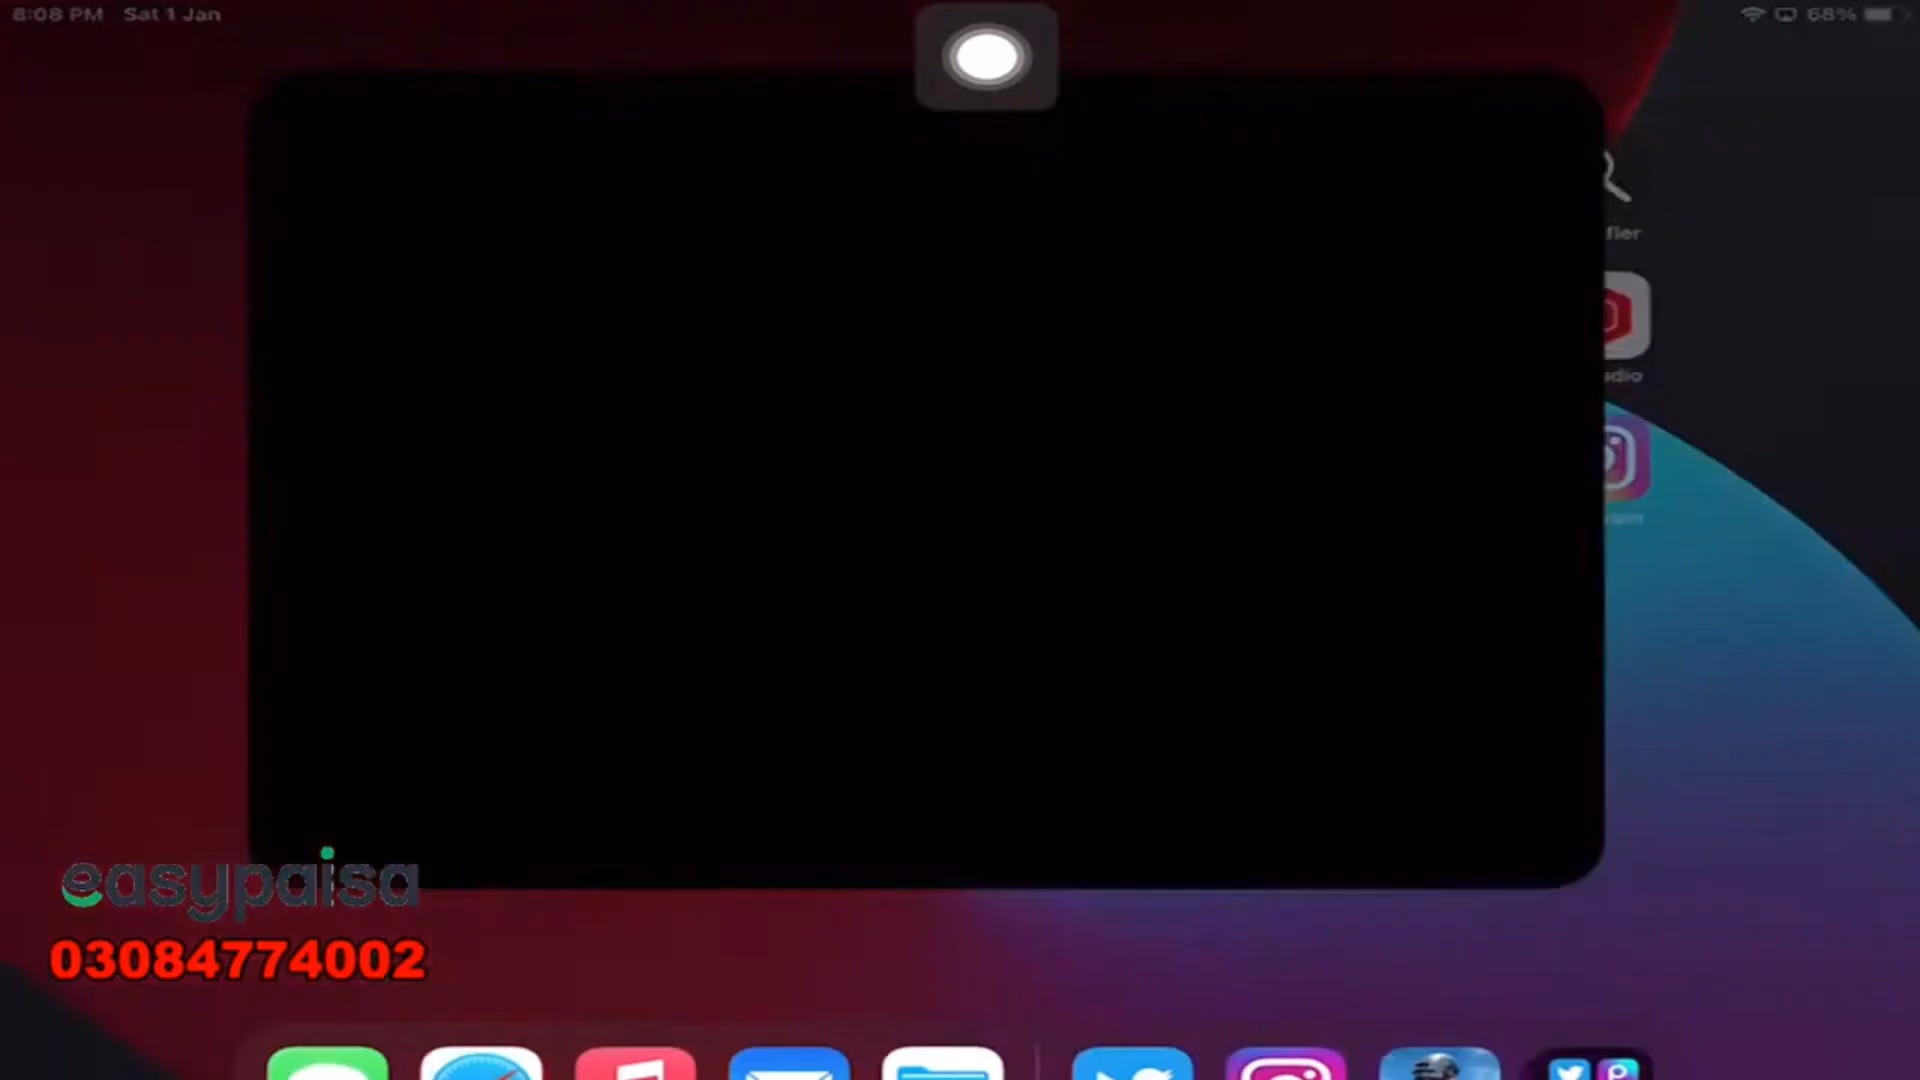 8:08 PM Sat 1 Jan
68%
fier
dio
easypaisa
03084774002